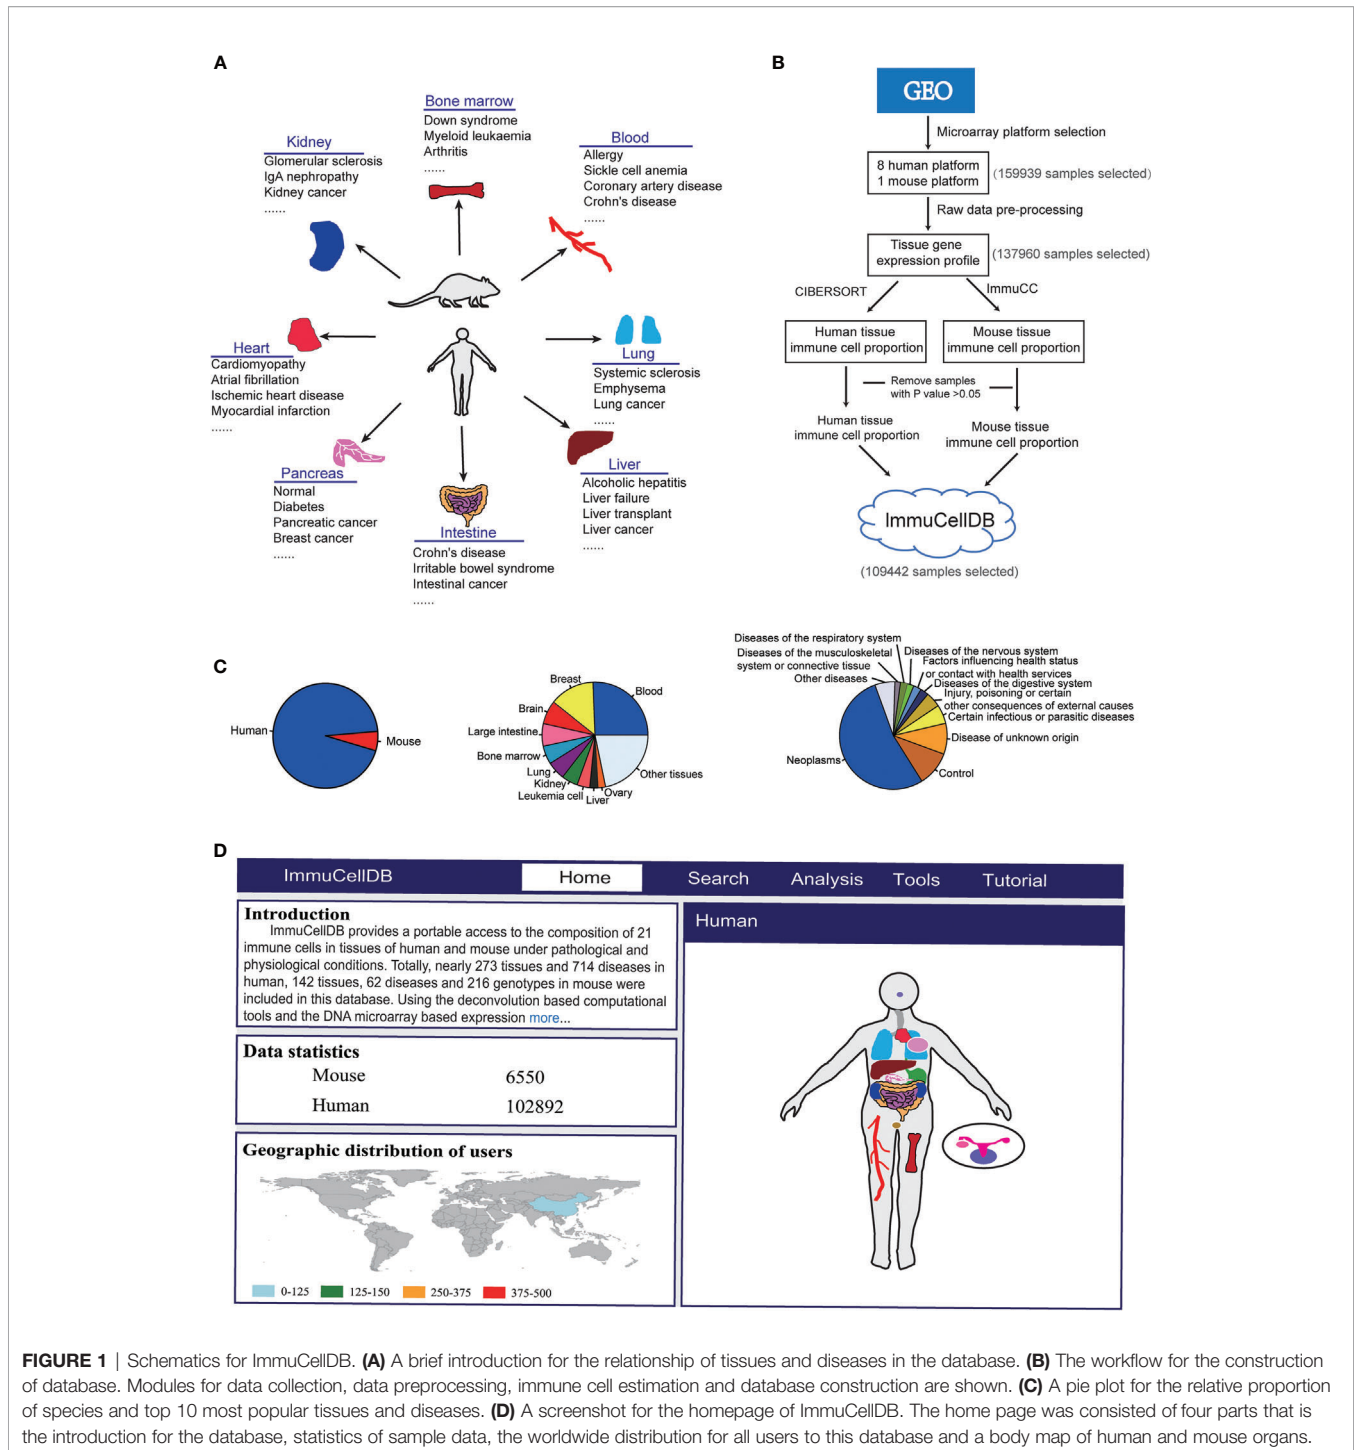 A
Bone marrow
Down syndrome
Myeloid leukaemia
Arthritis
......
Kidney
Glomerular sclerosis
IgA nephropathy
Kidney cancer
......
Blood
Allergy
Sickle cell anemia
Coronary artery disease
Crohn's disease
......
Heart
Cardiomyopathy
Atrial fibrillation
Ischemic heart disease
Myocardial infarction
......
Lung
Systemic sclerosis
Emphysema
Lung cancer
......
Pancreas
Normal
Diabetes
Pancreatic cancer
Breast cancer
......
Intestine
Crohn's disease
Irritable bowel syndrome
Intestinal cancer
......
Liver
Alcoholic hepatitis
Liver failure
Liver transplant
Liver cancer
......
B
GEO
Microarray platform selection
8 human platform
1 mouse platform
(159939 samples selected)
Raw data pre-processing
Tissue gene
expression profile
(137960 samples selected)
CIBERSORT
ImmuCC
Human tissue
immune cell proportion
Mouse tissue
immune cell proportion
Remove samples
with P value >0.05
Human tissue
immune cell proportion
Mouse tissue
immune cell proportion
ImmuCellDB
(109442 samples selected)
C
Human
Mouse
Breast
Blood
Brain
Large intestine
Bone marrow
Lung
Kidney
Leukemia cell
Liver
Ovary
Other tissues
Diseases of the respiratory system
Diseases of the musculoskeletal
system or connective tissue
Other diseases
Neoplasms
Diseases of the nervous system
Factors influencing health status
or contact with health services
Diseases of the digestive system
Injury, poisoning or certain
other consequences of external causes
Certain infectious or parasitic diseases
Disease of unknown origin
Control
D
ImmuCellDB Home Search Analysis Tools Tutorial
Introduction
ImmuCellDB provides a portable access to the composition of 21
immune cells in tissues of human and mouse under pathological and
physiological conditions. Totally, nearly 273 tissues and 714 diseases in
human, 142 tissues, 62 diseases and 216 genotypes in mouse were
included in this database. Using the deconvolution based computational
tools and the DNA microarray based expression more...
Data statistics
Mouse 6550
Human 102892
Geographic distribution of users
0-125 125-150 250-375 375-500
Human
FIGURE 1 | Schematics for ImmuCellDB. (A) A brief introduction for the relationship of tissues and diseases in the database. (B) The workflow for the construction
of database. Modules for data collection, data preprocessing, immune cell estimation and database construction are shown. (C) A pie plot for the relative proportion
of species and top 10 most popular tissues and diseases. (D) A screenshot for the homepage of ImmuCellDB. The home page was consisted of four parts that is
the introduction for the database, statistics of sample data, the worldwide distribution for all users to this database and a body map of human and mouse organs.